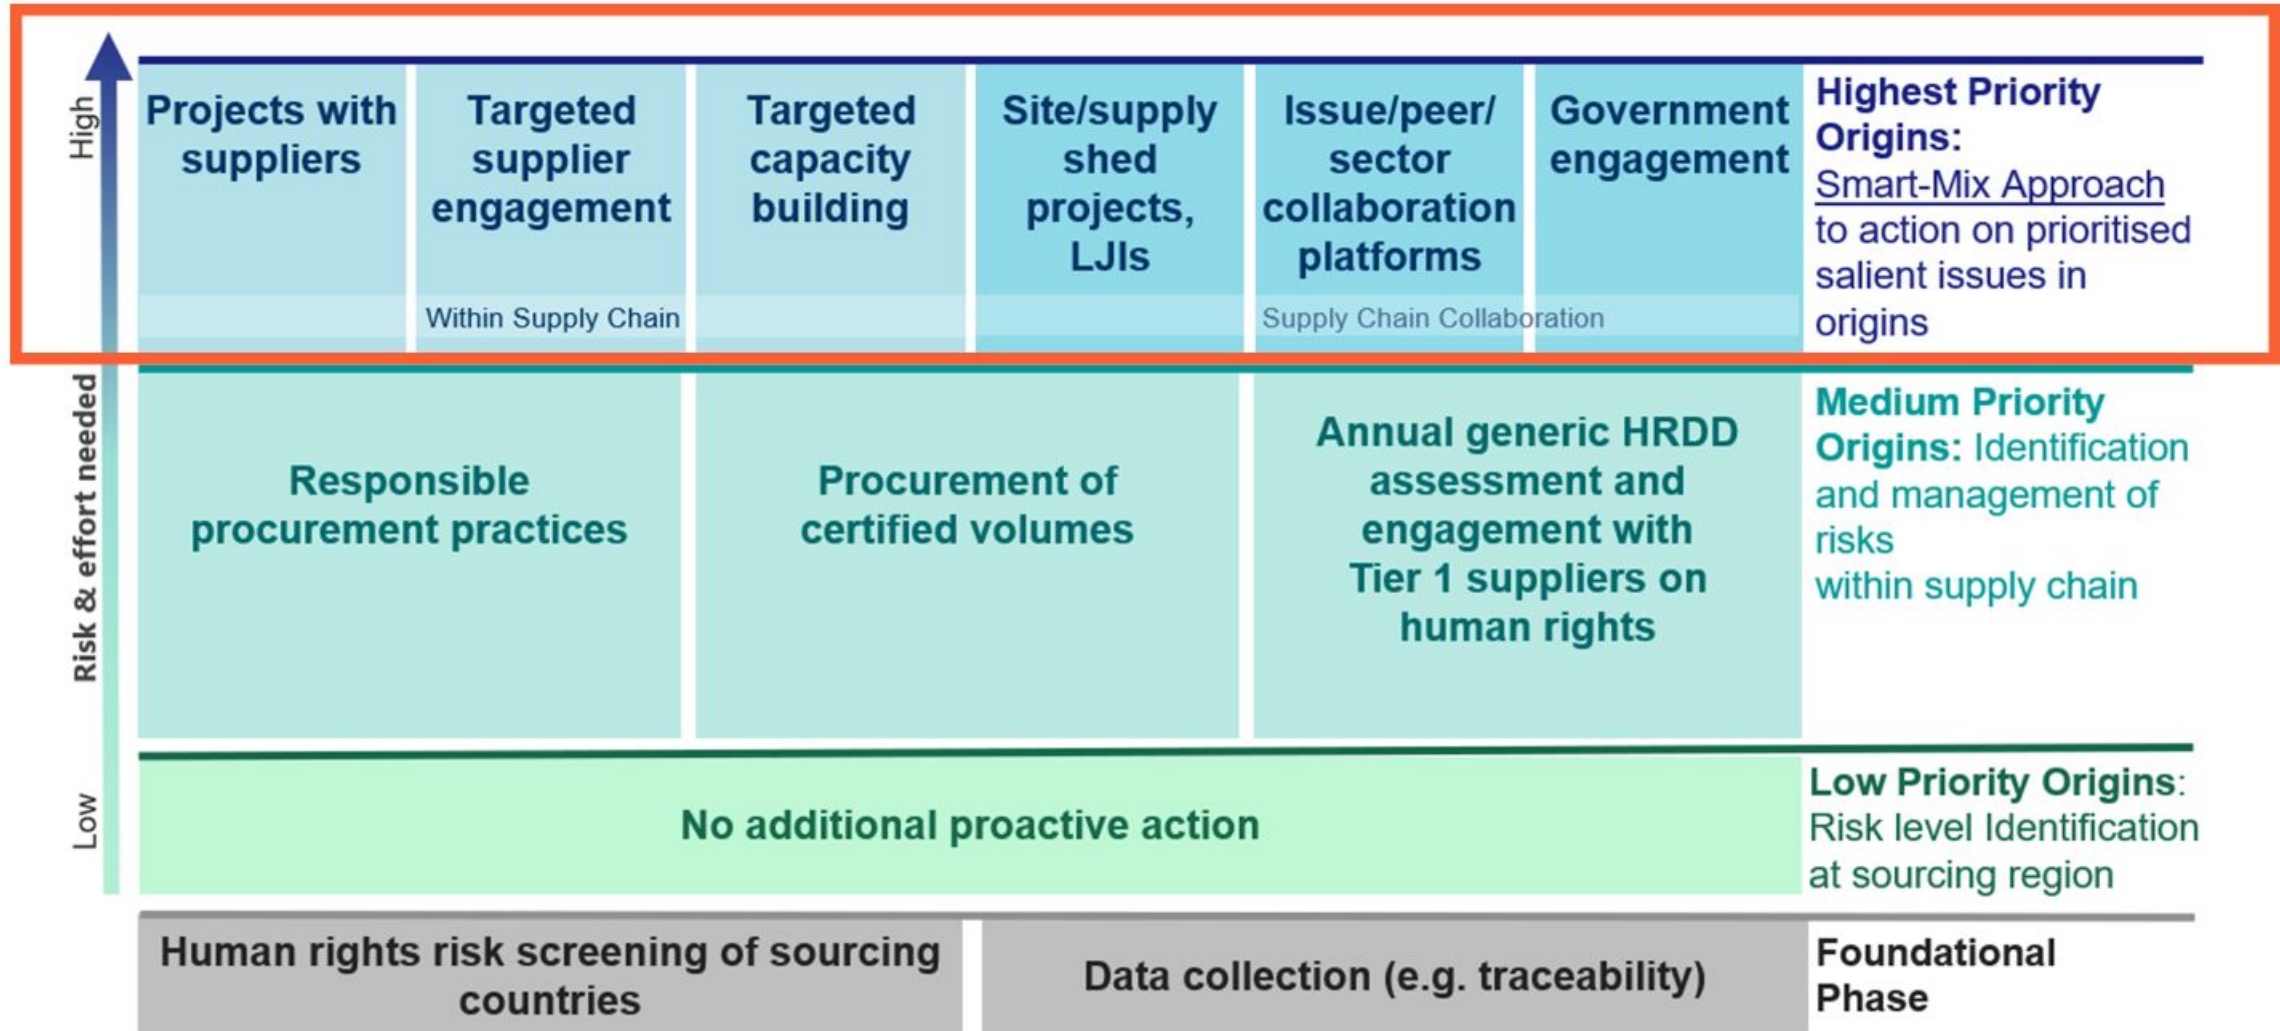 High
Projects with
suppliers
Targeted
supplier
engagement
Targeted
capacity
building
Site/supply
shed
projects,
LJIs
Issue/peer/
sector
collaboration
platforms
Government
engagement
Within Supply Chain
Supply Chain Collaboration
Highest Priority
Origins:
Smart-Mix Approach
to action on prioritised
salient issues in
origins
Risk & effort needed
Responsible
procurement practices
Procurement of
certified volumes
Annual generic HRDD
assessment and
engagement with
Tier 1 suppliers on
human rights
Medium Priority
Origins: Identification
and management of
risks
within supply chain
Low
No additional proactive action
Low Priority Origins:
Risk level Identification
at sourcing region
Human rights risk screening of sourcing
countries
Data collection (e.g. traceability)
Foundational
Phase